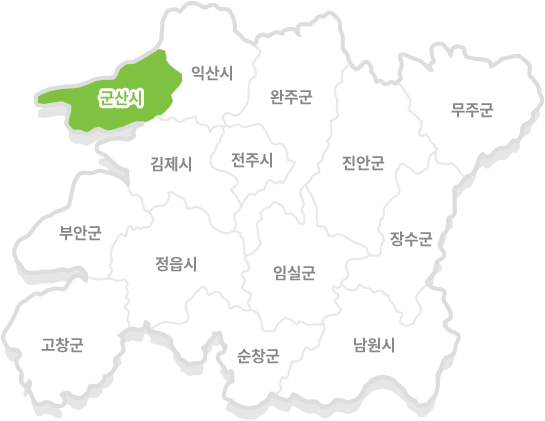 익산시
군산시
완주군
무주군
김제시
전주시
진안군
부안군
장수군
정읍시
임실군
고창군
순창군
남원시